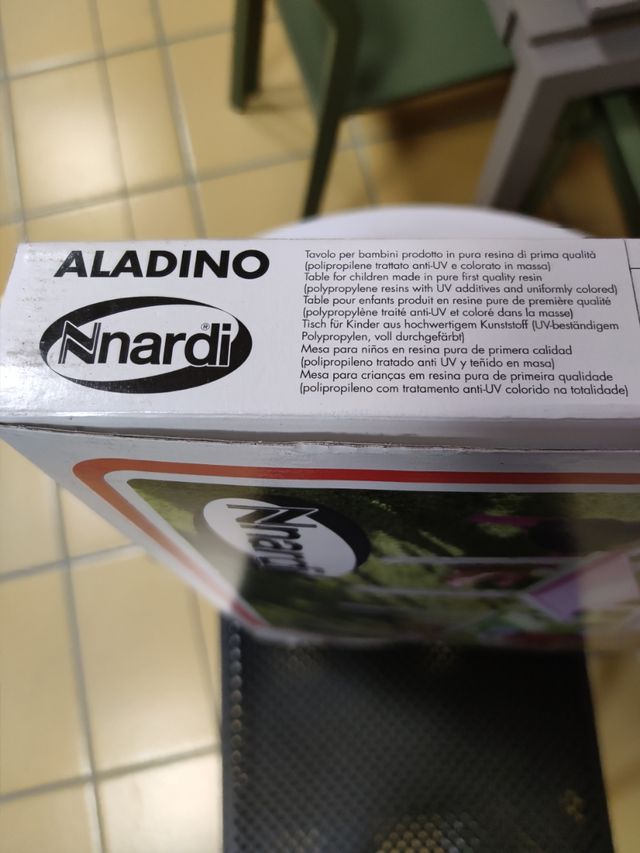 ALADINO
Nnardi®
Tavolo per bambini prodotto in pura resina di prima qualità
(polipropilene trattato anti-UV e colorato in massa)
Table for children made in pure first quality resin
(polypropylene resins with UV additives and uniformly colored)
Table pour enfants produit en resine pure de première qualité
(polypropylène traité anti-UV et coloré dans la masse)
Tisch für Kinder aus hochwertigem Kunststoff (UV-beständigem
Polypropylen, voll durchgefärbt)
Mesa para niños en resina pura de primera calidad
(polipropileno tratado anti UV y teñido en masa)
Mesa para crianças em resina pura de primeira qualidade
(polipropileno com tratamento anti-UV colorido na totalidade)
Nnardi